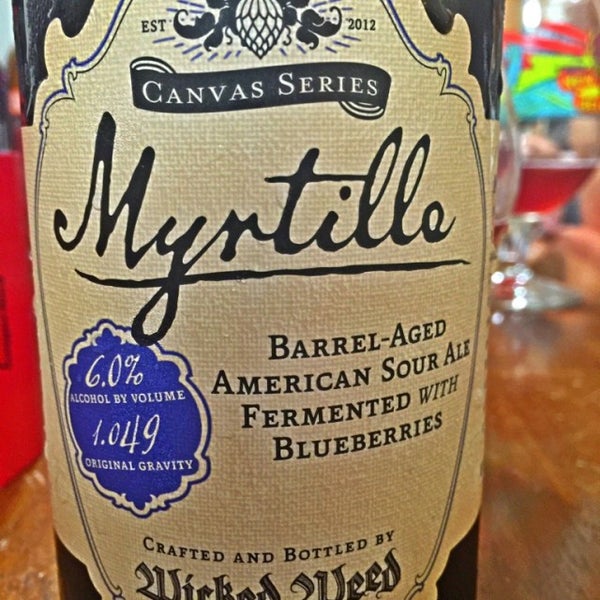 EST 2012
CANVAS SERIES
Myrtille
BARREL-AGED
AMERICAN SOUR ALE
FERMENTED WITH
BLUEBERRIES
6.0%
ALCOHOL BY VOLUME
1.049
ORIGINAL GRAVITY
CRAFTED AND BOTTLED BY
Wicked Weed